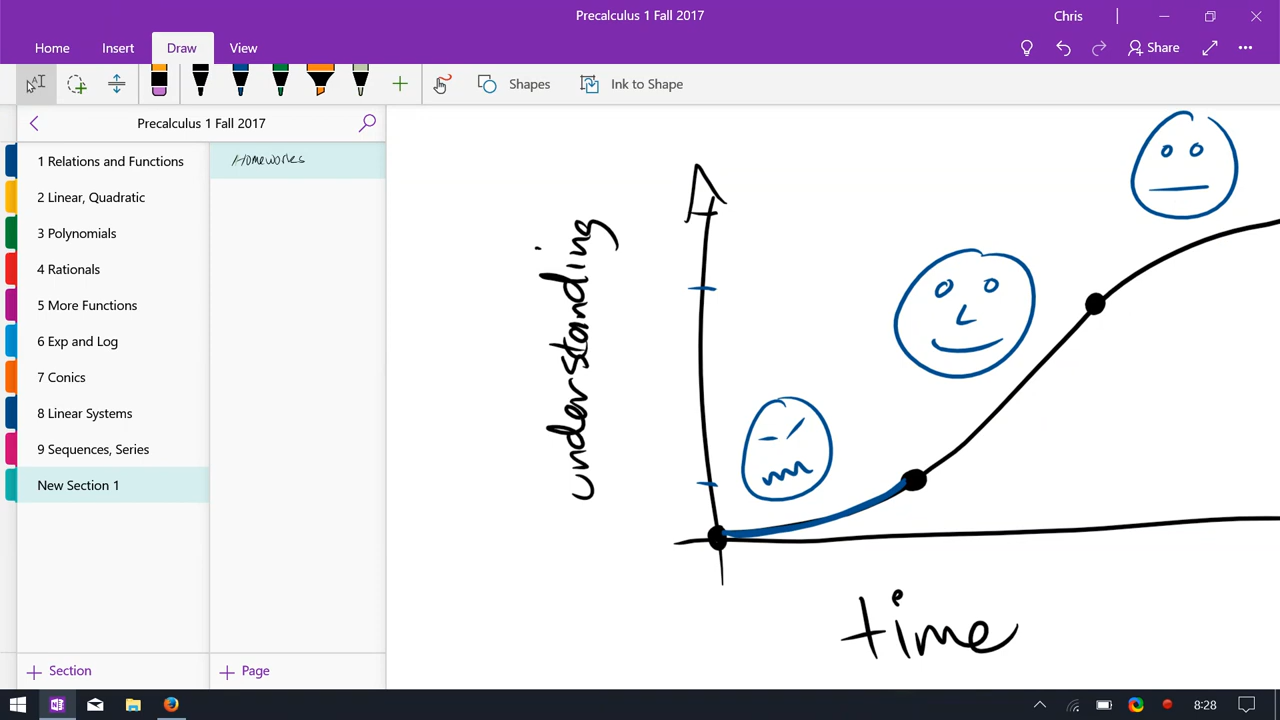 Precalculus 1 Fall 2017
Chris
Home Insert Draw View
Share
Shapes
Ink to Shape
Precalculus 1 Fall 2017
1 Relations and Functions
2 Linear, Quadratic
3 Polynomials
4 Rationals
5 More Functions
6 Exp and Log
7 Conics
8 Linear Systems
9 Sequences, Series
New Section 1
Section
Homeworks
Page
understanding
time
8:28